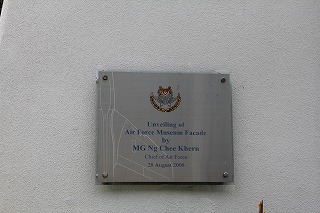 Unveiling of
Air Force Museum Facade
by
MG Ng Chee Khern
Chief of Air Force
28 August 2008